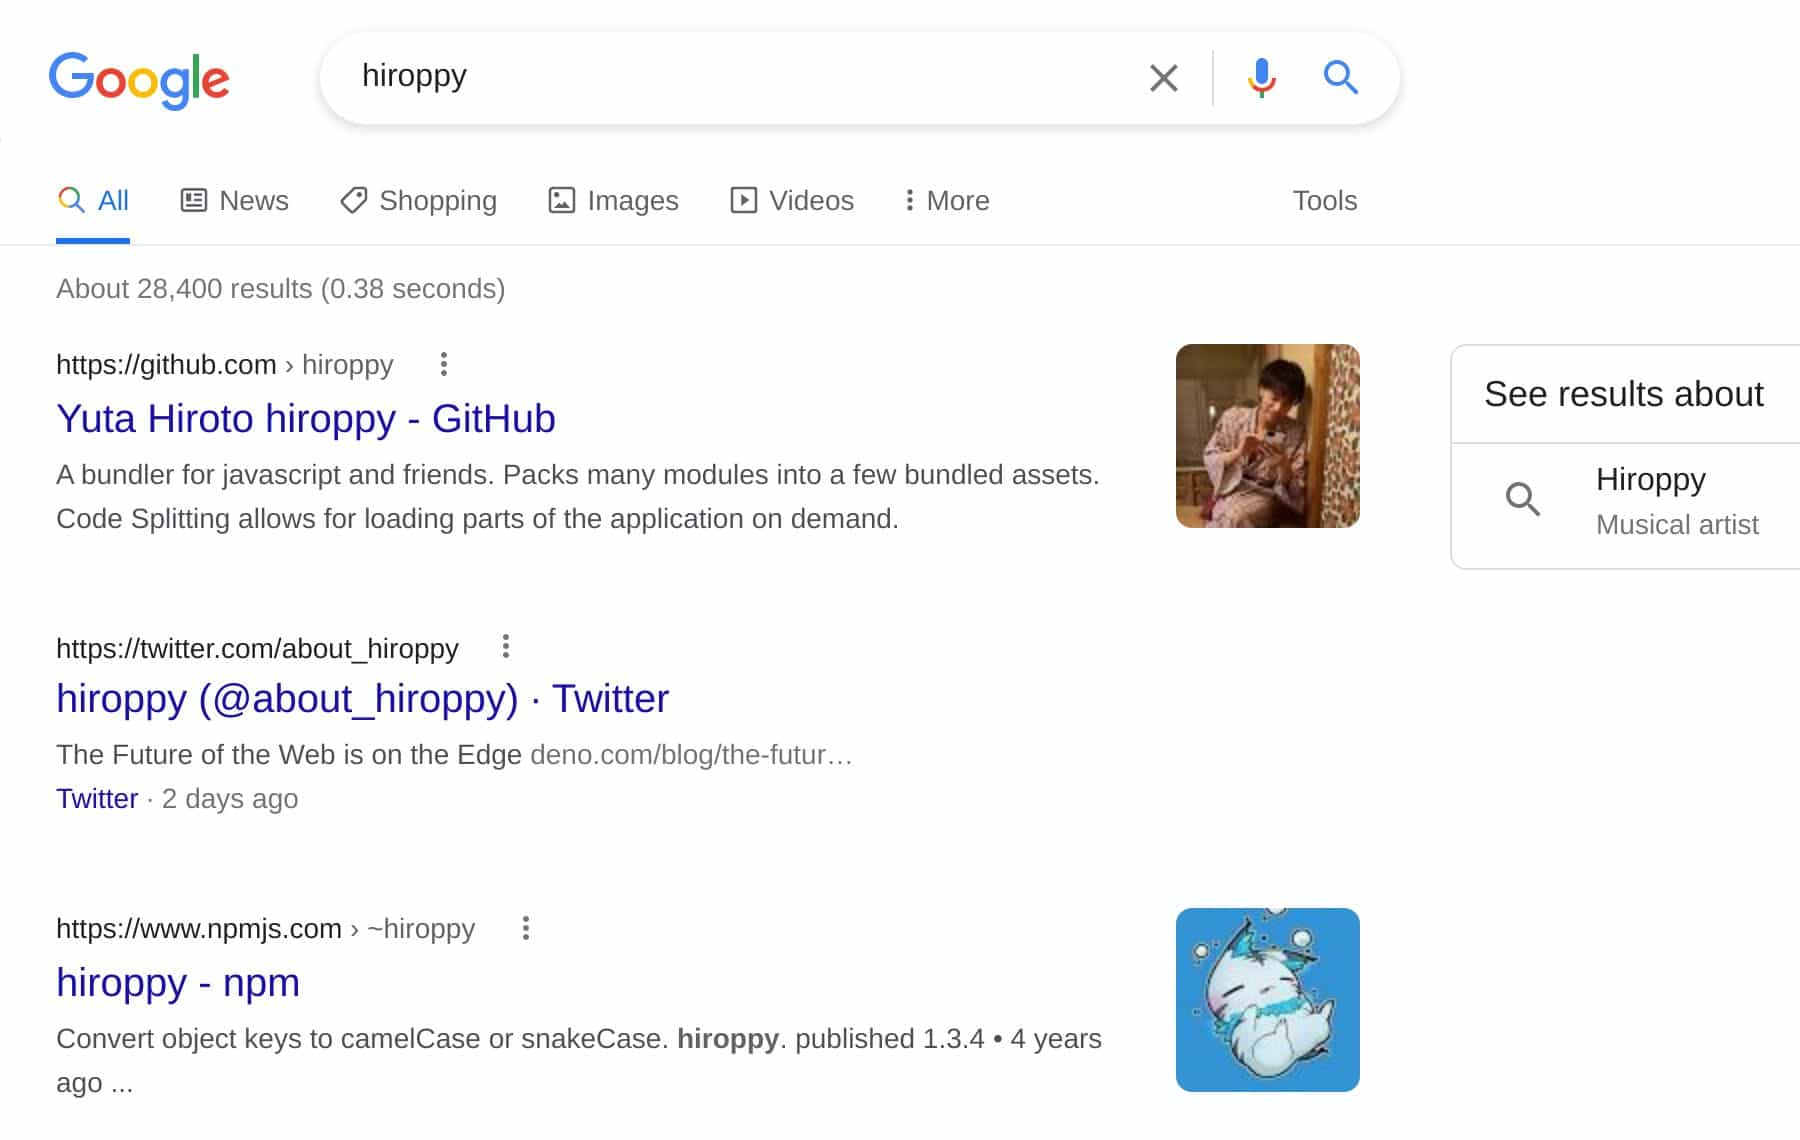 Google
hiroppy
All News Shopping Images Videos More Tools
About 28,400 results (0.38 seconds)
https://github.com › hiroppy
Yuta Hiroto hiroppy - GitHub
A bundler for javascript and friends. Packs many modules into a few bundled assets.
Code Splitting allows for loading parts of the application on demand.
See results about
Hiroppy
Musical artist
https://twitter.com/about_hiroppy
hiroppy (@about_hiroppy) · Twitter
The Future of the Web is on the Edge deno.com/blog/the-futur…
Twitter · 2 days ago
https://www.npmjs.com › ~hiroppy
hiroppy - npm
Convert object keys to camelCase or snakeCase. hiroppy. published 1.3.4 • 4 years
ago ...